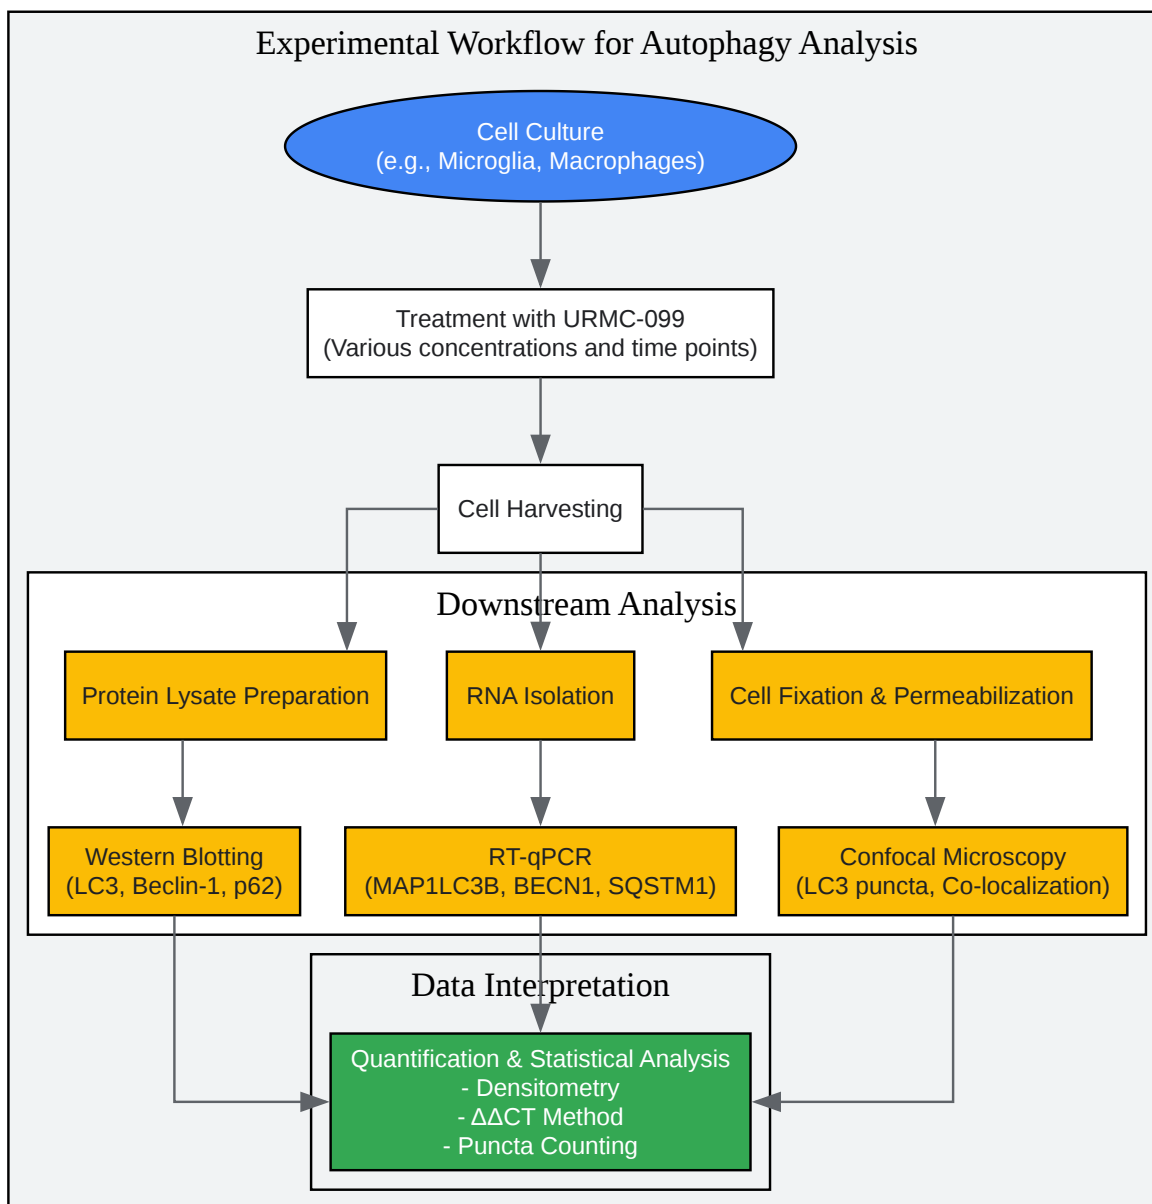 Experimental Workflow for Autophagy Analysis
Cell Culture
(e.g., Microglia, Macrophages)
Treatment with URMC-099
(Various concentrations and time points)
Cell Harvesting
Downstream Analysis
Protein Lysate Preparation
RNA Isolation
Cell Fixation & Permeabilization
Western Blotting
(LC3, Beclin-1, p62)
RT-qPCR
(MAP1LC3B, BECN1, SQSTM1)
Confocal Microscopy
(LC3 puncta, Co-localization)
Data Interpretation
Quantification & Statistical Analysis
- Densitometry
- ΔΔCT Method
- Puncta Counting